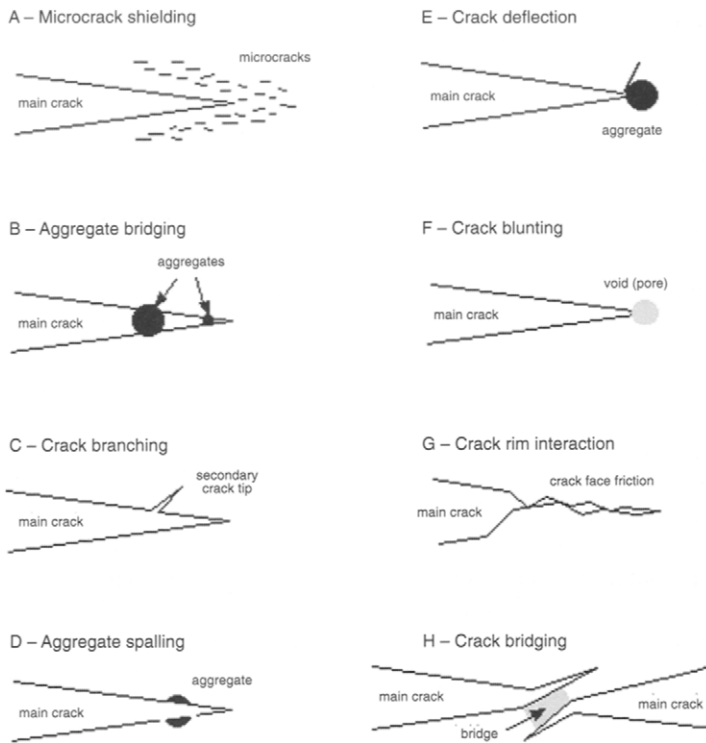 A – Microcrack shielding
microcracks
main crack
B – Aggregate bridging
aggregates
main crack
C – Crack branching
secondary
crack tip
main crack
D – Aggregate spalling
aggregate
main crack
E – Crack deflection
main crack
aggregate
F – Crack blunting
void (pore)
main crack
G – Crack rim interaction
crack face friction
main crack
H – Crack bridging
main crack
main crack
bridge